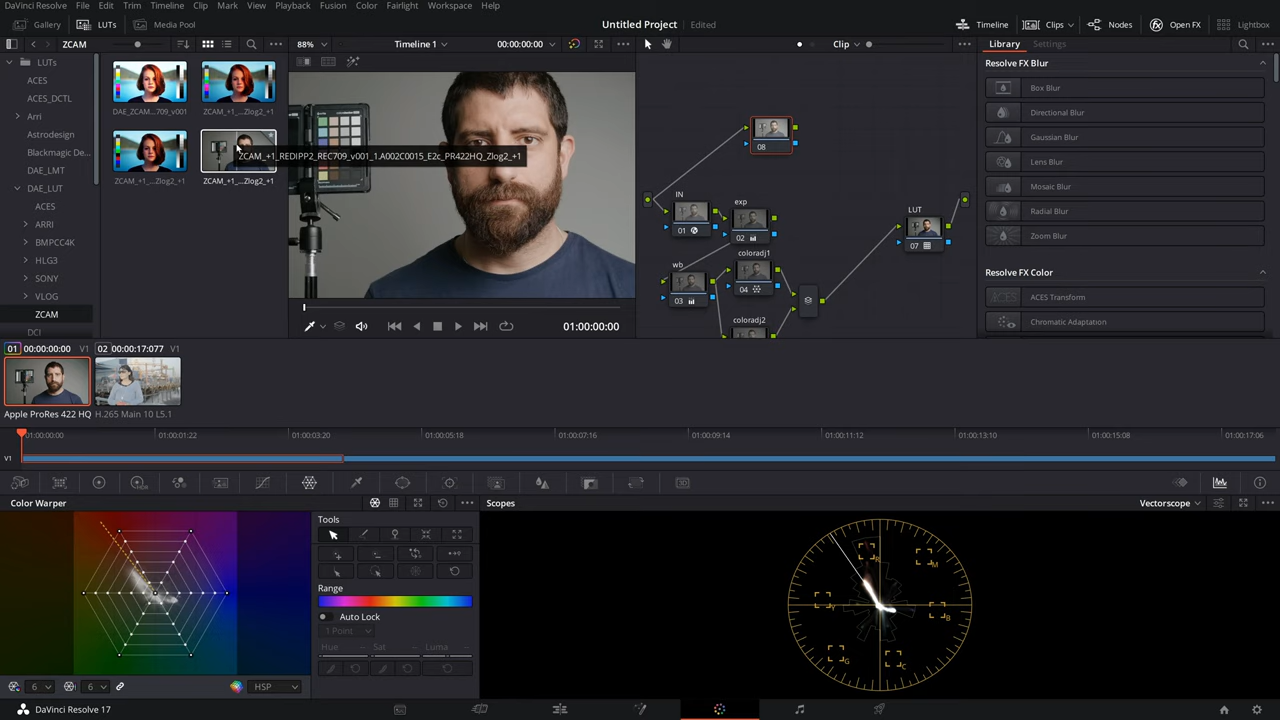 DaVinci Resolve File Edit Trim Timeline Clip Mark View Playback Fusion Color Fairlight Workspace Help
Gallery LUTs Media Pool Untitled Project Edited Timeline Clips Nodes Open FX Lightbox
ZCAM 88% Timeline 1 00:00:00:00 Clip Library Settings
LUTs
ACES
ACES_DCTL
Arri
Astrodesign
Blackmagic De...
DAE_LMT
DAE_LUT
ACES
ARRI
BMPCC4K
HLG3
SONY
VLOG
ZCAM
DCI
DAE_ZCAM...709_v001
ZCAM_+1_...Zlog2_+1
ZCAM_+1_...Zlog2_+1
ZCAM_+1_...Zlog2_+1
ZCAM_+1_REDIPP2_REC709_v001_1.A002C0015_E2c_PR422HQ_Zlog2_+1
01:00:00:00
08
IN
01
exp
02
wb
03
coloradj1
04
coloradj2
LUT
07
Resolve FX Blur
Box Blur
Directional Blur
Gaussian Blur
Lens Blur
Mosaic Blur
Radial Blur
Zoom Blur
Resolve FX Color
ACES Transform
Chromatic Adaptation
01 00:00:00:00 V1 02 00:00:17:077 V1
Apple ProRes 422 HQ H.265 Main 10 L5.1
01:00:00:00 01:00:01:22 01:00:03:20 01:00:05:18 01:00:07:16 01:00:09:14 01:00:11:12 01:00:13:10 01:00:15:08 01:00:17:06
V1
Color Warper
Tools
Range
Auto Lock
1 Point
Hue Sat Luma
6 6 HSP
Scopes Vectorscope
R
M
Y
B
G
C
DaVinci Resolve 17